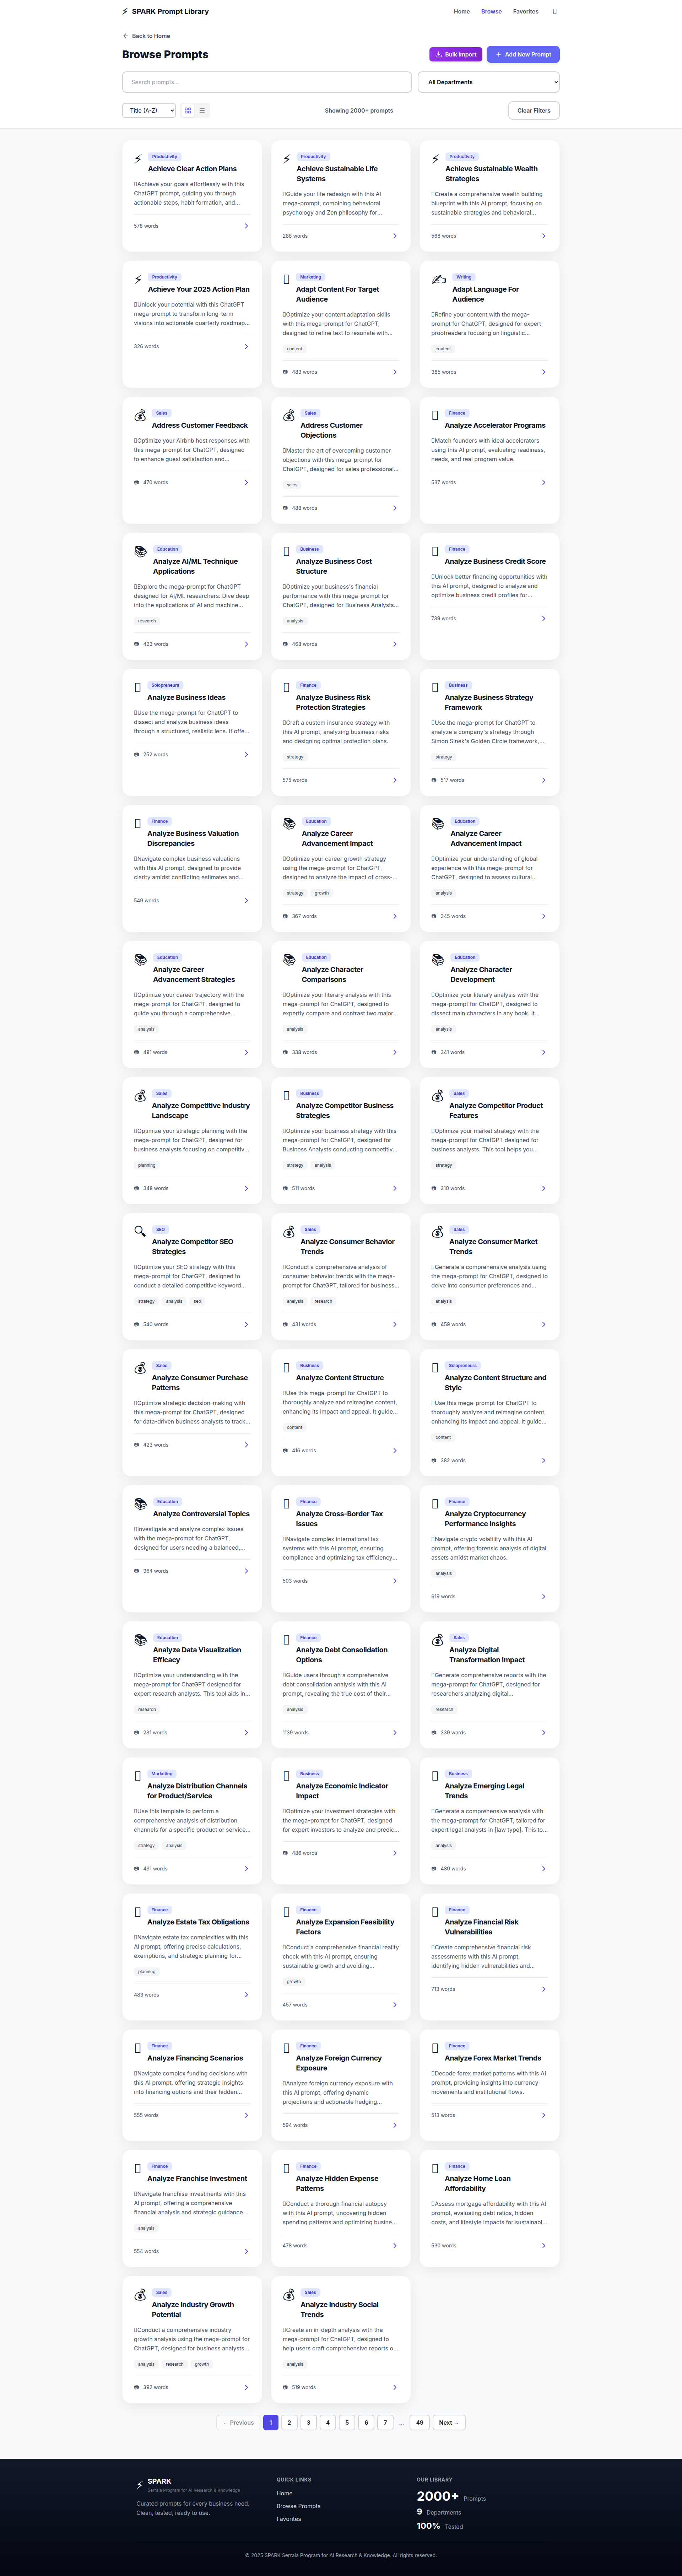 SPARK Prompt Library
Home
Browse
Favorites
Back to Home
Browse Prompts
Bulk Import
Add New Prompt
Search prompts...
All Departments
Title (A-Z)
Showing 2000+ prompts
Clear Filters
Productivity
Achieve Clear Action Plans
Achieve your goals effortlessly with this
ChatGPT prompt, guiding you through
actionable steps, habit formation, and...
578 words
Productivity
Achieve Sustainable Life
Systems
Guide your life redesign with this AI
mega-prompt, combining behavioral
psychology and Zen philosophy for...
288 words
Productivity
Achieve Sustainable Wealth
Strategies
Create a comprehensive wealth building
blueprint with this AI prompt, focusing on
sustainable strategies and behavioral...
568 words
Productivity
Achieve Your 2025 Action Plan
Unlock your potential with this ChatGPT
mega-prompt to transform long-term
visions into actionable quarterly roadmap...
326 words
Marketing
Adapt Content For Target
Audience
Optimize your content adaptation skills
with this mega-prompt for ChatGPT,
designed to refine text to resonate with...
content
483 words
Writing
Adapt Language For
Audience
Refine your content with the mega-
prompt for ChatGPT, designed for expert
proofreaders focusing on linguistic...
content
385 words
Sales
Address Customer Feedback
Optimize your Airbnb host responses with
this mega-prompt for ChatGPT, designed
to enhance guest satisfaction and...
470 words
Sales
Address Customer
Objections
Master the art of overcoming customer
objections with this mega-prompt for
ChatGPT, designed for sales professional...
sales
488 words
Finance
Analyze Accelerator Programs
Match founders with ideal accelerators
using this AI prompt, evaluating readiness,
needs, and real program value.
537 words
Education
Analyze AI/ML Technique
Applications
Explore the mega-prompt for ChatGPT
designed for AI/ML researchers: Dive deep
into the applications of AI and machine...
research
423 words
Business
Analyze Business Cost
Structure
Optimize your business's financial
performance with this mega-prompt for
ChatGPT, designed for Business Analysts...
analysis
468 words
Finance
Analyze Business Credit Score
Unlock better financing opportunities with
this AI prompt, designed to analyze and
optimize business credit profiles for...
739 words
Solopreneurs
Analyze Business Ideas
Use the mega-prompt for ChatGPT to
dissect and analyze business ideas
through a structured, realistic lens. It offe...
252 words
Finance
Analyze Business Risk
Protection Strategies
Craft a custom insurance strategy with
this AI prompt, analyzing business risks
and designing optimal protection plans.
strategy
575 words
Business
Analyze Business Strategy
Framework
Use the mega-prompt for ChatGPT to
analyze a company's strategy through
Simon Sinek's Golden Circle framework,...
strategy
517 words
Finance
Analyze Business Valuation
Discrepancies
Navigate complex business valuations
with this AI prompt, designed to provide
clarity amidst conflicting estimates and...
549 words
Education
Analyze Career
Advancement Impact
Optimize your career growth strategy
using the mega-prompt for ChatGPT,
designed to analyze the impact of cross-...
strategy growth
367 words
Education
Analyze Career
Advancement Impact
Optimize your understanding of global
experience with this mega-prompt for
ChatGPT, designed to assess cultural...
analysis
345 words
Education
Analyze Career
Advancement Strategies
Optimize your career trajectory with the
mega-prompt for ChatGPT, designed to
guide you through a comprehensive...
analysis
481 words
Education
Analyze Character
Comparisons
Optimize your literary analysis with this
mega-prompt for ChatGPT, designed to
expertly compare and contrast two major...
analysis
338 words
Education
Analyze Character
Development
Optimize your literary analysis with the
mega-prompt for ChatGPT, designed to
dissect main characters in any book. It...
analysis
341 words
Sales
Analyze Competitive Industry
Landscape
Optimize your strategic planning with the
mega-prompt for ChatGPT, designed for
business analysts focusing on competitiv...
planning
348 words
Business
Analyze Competitor Business
Strategies
Optimize your business strategy with this
mega-prompt for ChatGPT, designed for
Business Analysts conducting competitiv...
strategy analysis
511 words
Sales
Analyze Competitor Product
Features
Optimize your market strategy with the
mega-prompt for ChatGPT designed for
business analysts. This tool helps you...
strategy
310 words
SEO
Analyze Competitor SEO
Strategies
Optimize your SEO strategy with this
mega-prompt for ChatGPT, designed to
conduct a detailed competitive keyword...
strategy analysis seo
540 words
Sales
Analyze Consumer Behavior
Trends
Conduct a comprehensive analysis of
consumer behavior trends with the mega-
prompt for ChatGPT, tailored for business...
analysis research
431 words
Sales
Analyze Consumer Market
Trends
Generate a comprehensive analysis using
the mega-prompt for ChatGPT, designed to
delve into consumer preferences and...
analysis
459 words
Sales
Analyze Consumer Purchase
Patterns
Optimize strategic decision-making with
this mega-prompt for ChatGPT, designed
for data-driven business analysts to track...
423 words
Business
Analyze Content Structure
Use this mega-prompt for ChatGPT to
thoroughly analyze and reimagine content,
enhancing its impact and appeal. It guide...
content
416 words
Solopreneurs
Analyze Content Structure and
Style
Use this mega-prompt for ChatGPT to
thoroughly analyze and reimagine content,
enhancing its impact and appeal. It guide...
content
382 words
Education
Analyze Controversial Topics
Investigate and analyze complex issues
with the mega-prompt for ChatGPT,
designed for users needing a balanced,...
364 words
Finance
Analyze Cross-Border Tax
Issues
Navigate complex international tax
systems with this AI prompt, ensuring
compliance and optimizing tax efficiency...
503 words
Finance
Analyze Cryptocurrency
Performance Insights
Navigate crypto volatility with this AI
prompt, offering forensic analysis of digital
assets amidst market chaos.
analysis
619 words
Education
Analyze Data Visualization
Efficacy
Optimize your understanding with the
mega-prompt for ChatGPT designed for
expert research analysts. This tool aids in...
research
281 words
Finance
Analyze Debt Consolidation
Options
Guide users through a comprehensive
debt consolidation analysis with this AI
prompt, revealing the true cost of their...
analysis
1139 words
Sales
Analyze Digital
Transformation Impact
Generate comprehensive reports with the
mega-prompt for ChatGPT, designed for
researchers analyzing digital...
research
339 words
Marketing
Analyze Distribution Channels
for Product/Service
Use this template to perform a
comprehensive analysis of distribution
channels for a specific product or service...
strategy analysis
491 words
Business
Analyze Economic Indicator
Impact
Optimize your investment strategies with
the mega-prompt for ChatGPT, designed
for expert investors to analyze and predic...
486 words
Business
Analyze Emerging Legal
Trends
Generate a comprehensive analysis with
the mega-prompt for ChatGPT, tailored for
expert legal analysts in [law type]. This to...
analysis
430 words
Finance
Analyze Estate Tax Obligations
Navigate estate tax complexities with this
AI prompt, offering precise calculations,
exemptions, and strategic planning for...
planning
483 words
Finance
Analyze Expansion Feasibility
Factors
Conduct a comprehensive financial reality
check with this AI prompt, ensuring
sustainable growth and avoiding...
growth
457 words
Finance
Analyze Financial Risk
Vulnerabilities
Create comprehensive financial risk
assessments with this AI prompt,
identifying hidden vulnerabilities and...
713 words
Finance
Analyze Financing Scenarios
Navigate complex funding decisions with
this AI prompt, offering strategic insights
into financing options and their hidden...
555 words
Finance
Analyze Foreign Currency
Exposure
Analyze foreign currency exposure with
this AI prompt, offering dynamic
projections and actionable hedging...
594 words
Finance
Analyze Forex Market Trends
Decode forex market patterns with this AI
prompt, providing insights into currency
movements and institutional flows.
513 words
Finance
Analyze Franchise Investment
Navigate franchise investments with this
AI prompt, offering a comprehensive
financial analysis and strategic guidance...
analysis
554 words
Finance
Analyze Hidden Expense
Patterns
Conduct a thorough financial autopsy
with this AI prompt, uncovering hidden
spending patterns and optimizing busine...
478 words
Finance
Analyze Home Loan
Affordability
Assess mortgage affordability with this AI
prompt, evaluating debt ratios, hidden
costs, and lifestyle impacts for sustainabl...
530 words
Sales
Analyze Industry Growth
Potential
Conduct a comprehensive industry
growth analysis using the mega-prompt for
ChatGPT, designed for business analysts...
analysis research growth
392 words
Sales
Analyze Industry Social
Trends
Create an in-depth analysis with the
mega-prompt for ChatGPT, designed to
help users craft comprehensive reports o...
analysis
519 words
← Previous 1 2 3 4 5 6 7 ... 49 Next →
SPARK
Serrala Program for AI Research & Knowledge
Curated prompts for every business need.
Clean, tested, ready to use.
QUICK LINKS
Home
Browse Prompts
Favorites
OUR LIBRARY
2000+ Prompts
9 Departments
100% Tested
© 2025 SPARK Serrala Program for AI Research & Knowledge. All rights reserved.